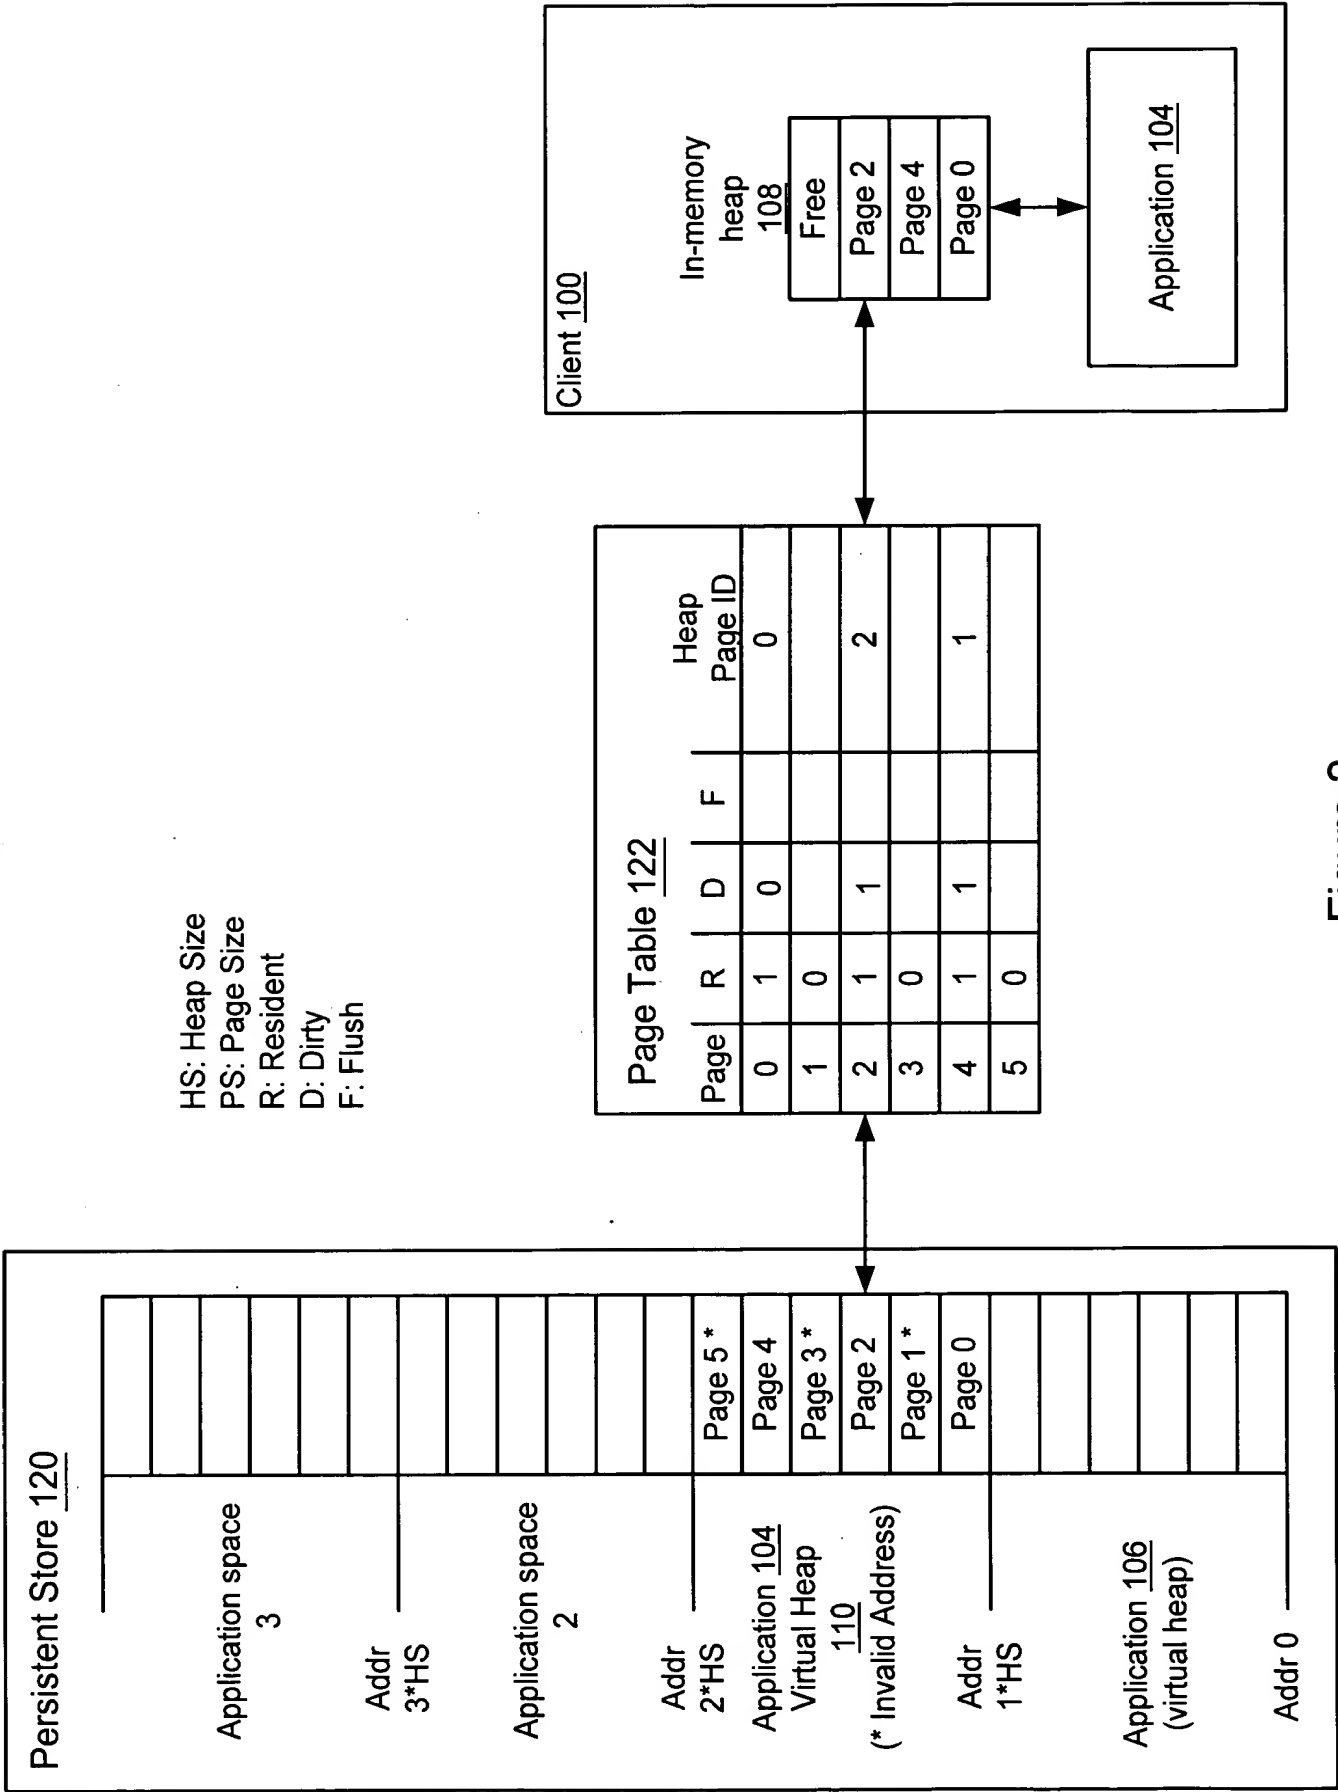 Persistent Store 120
Application space
3
Addr
3*HS
Application space
2
Addr
2*HS
Application 104
Virtual Heap
110
(* Invalid Address)
Addr
1*HS
Application 106
(virtual heap)
Addr 0
Page 5 *
Page 4
Page 3 *
Page 2
Page 1 *
Page 0
HS: Heap Size
PS: Page Size
R: Resident
D: Dirty
F: Flush
Page Table 122
Page R D F Heap Page ID
0 1 0 0
1 0
2 1 1 2
3 0
4 1 1 1
5 0
Client 100
In-memory
heap
108
Free
Page 2
Page 4
Page 0
Application 104
Figure